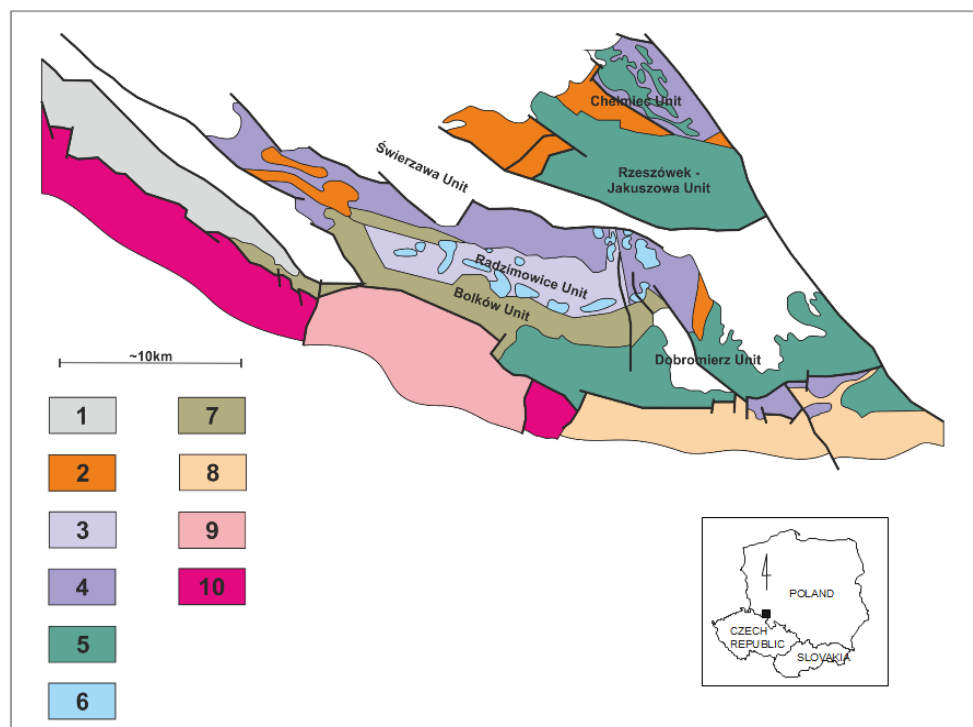 Chełmiec Unit
Świerzawa Unit
Rzeszówek -
Jakuszowa Unit
Radzimowice Unit
Bolków Unit
Dobromierz Unit
~10km
1
2
3
4
5
6
7
8
9
10
POLAND
CZECH
REPUBLIC
SLOVAKIA